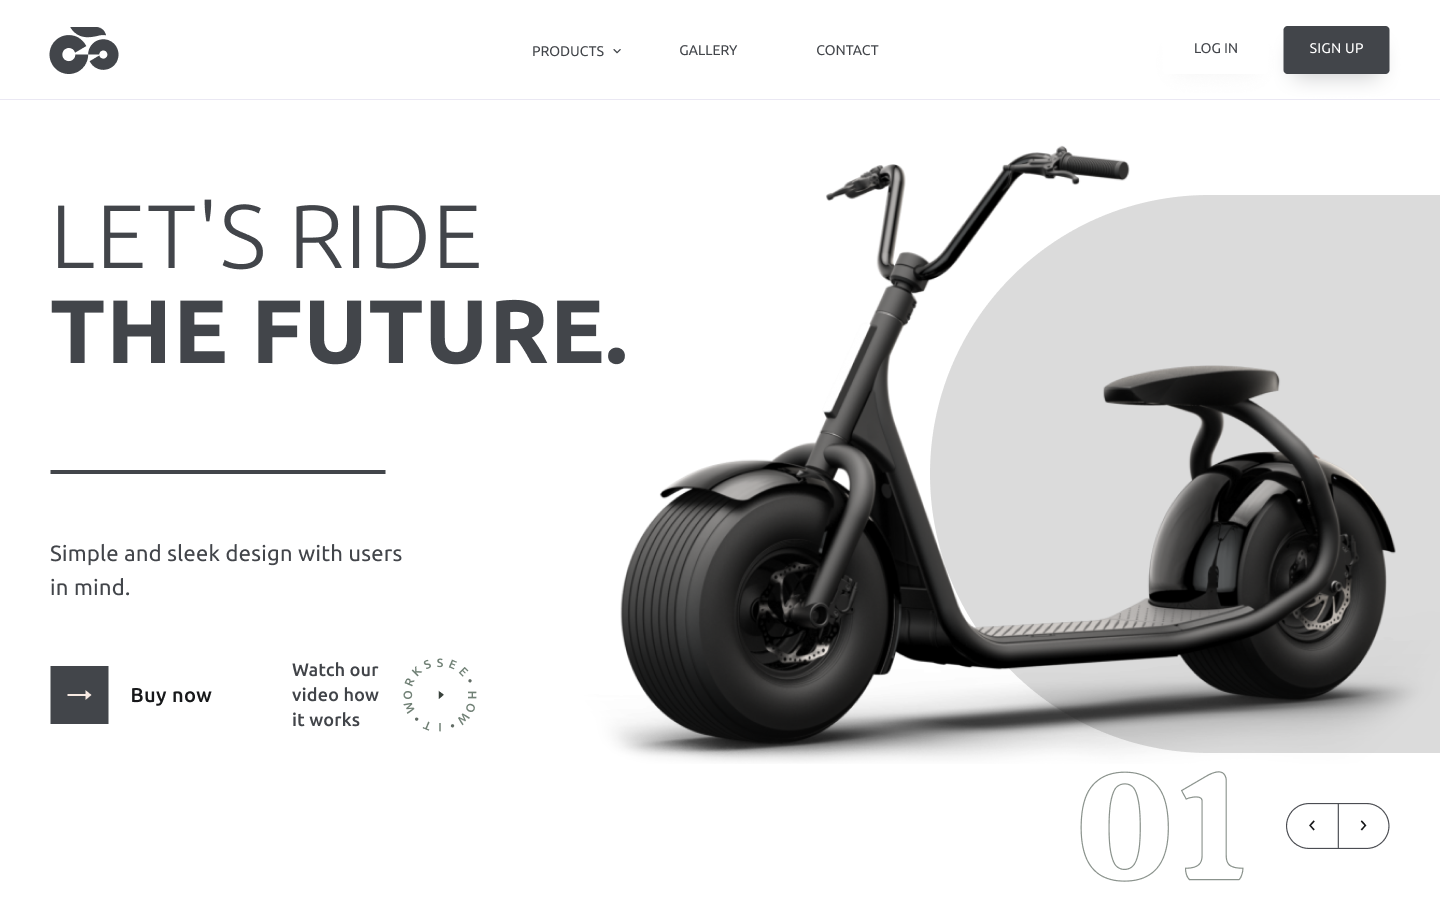 PRODUCTS
GALLERY
CONTACT
LOG IN
SIGN UP
LET'S RIDE
THE FUTURE.
Simple and sleek design with users
in mind.
Buy now
Watch our
video how
it works
SEE•HOW•IT•WORKS
01